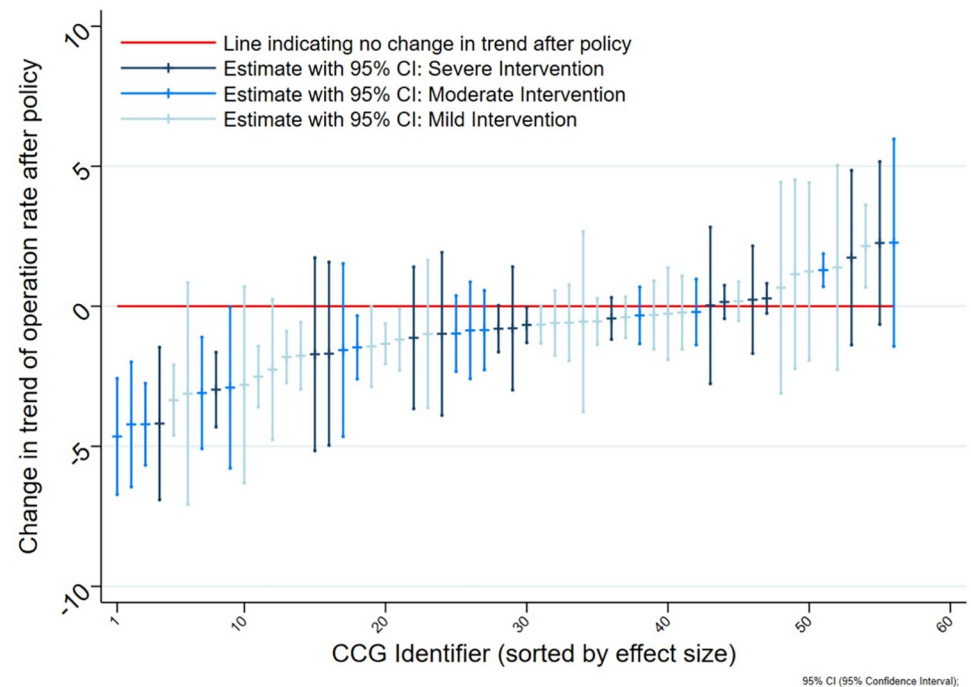 Change in trend of operation rate after policy
10
5
0
-5
-10
Line indicating no change in trend after policy
Estimate with 95% CI: Severe Intervention
Estimate with 95% CI: Moderate Intervention
Estimate with 95% CI: Mild Intervention
1
10
20
30
40
50
60
CCG Identifier (sorted by effect size)
95% CI (95% Confidence Interval);